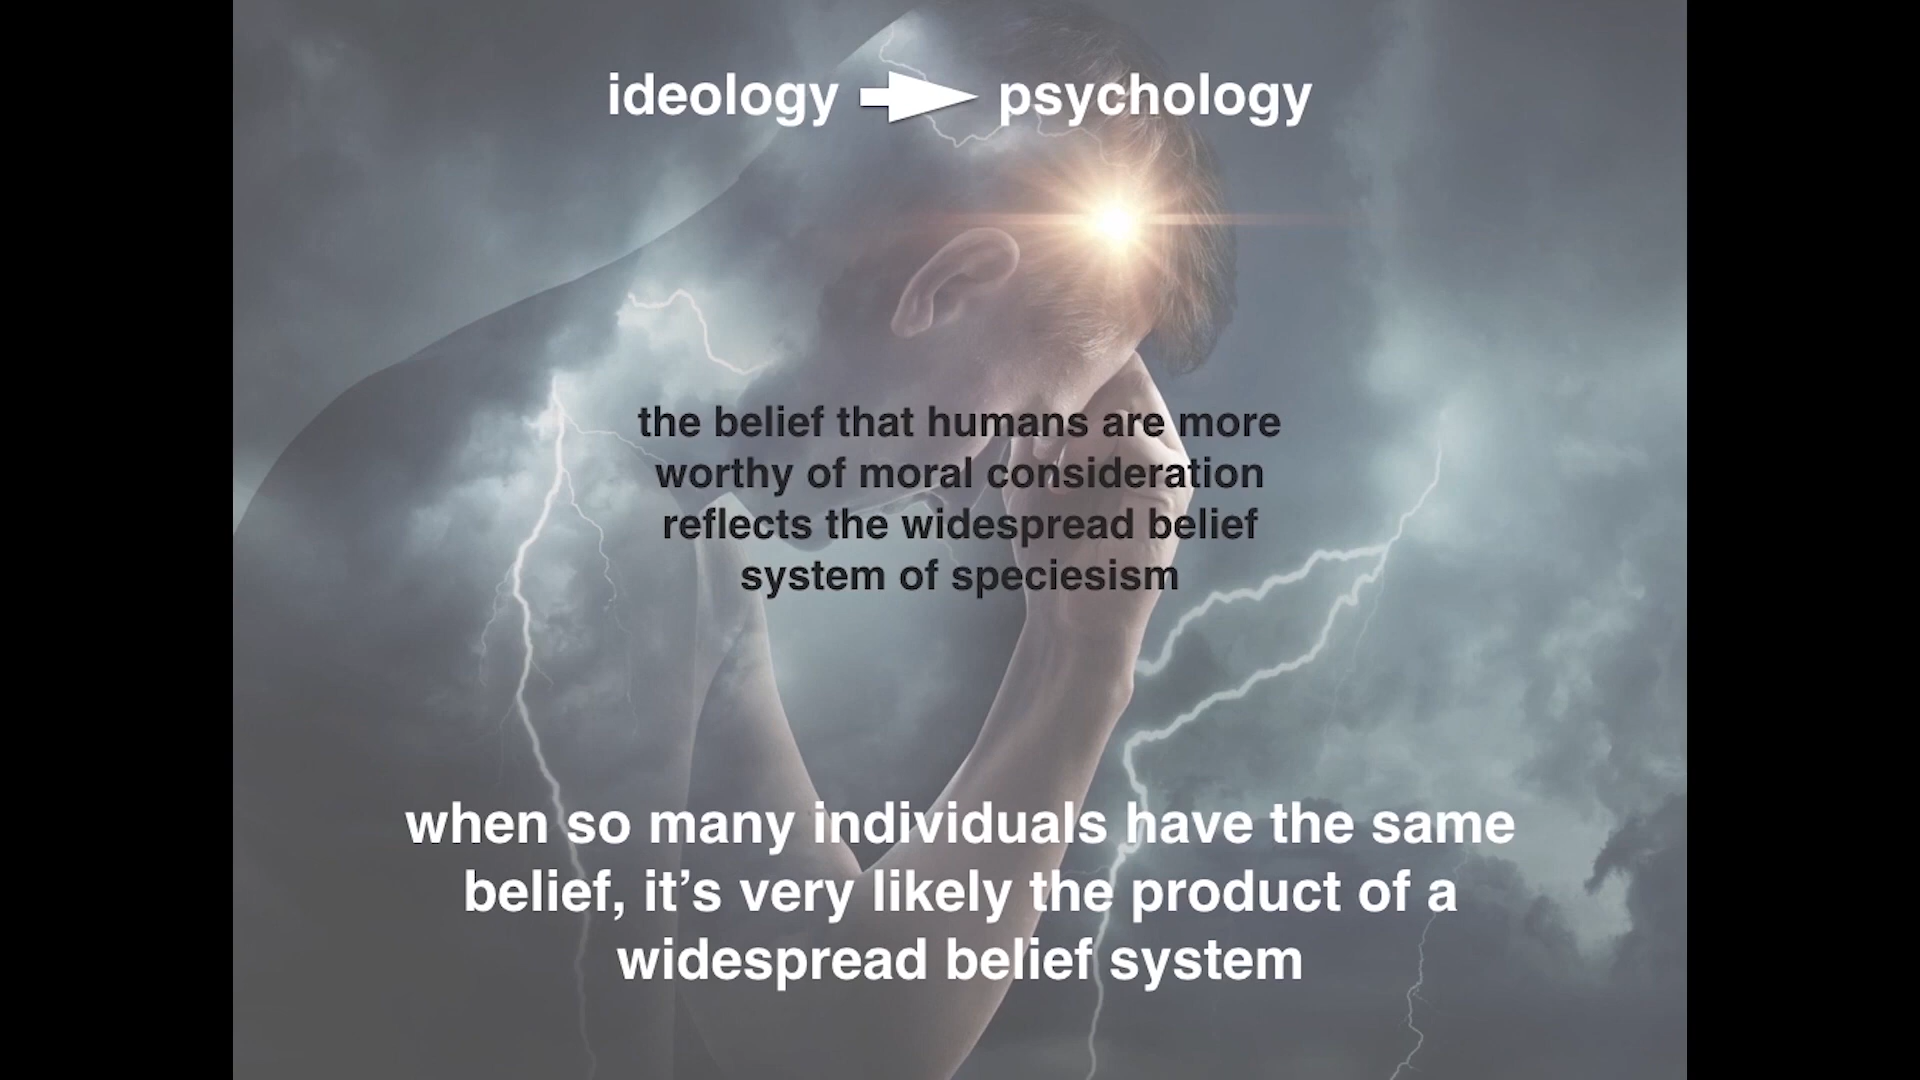 ideology psychology
the belief that humans are more
worthy of moral consideration
reflects the widespread belief
system of speciesism
when so many individuals have the same
belief, it’s very likely the product of a
widespread belief system